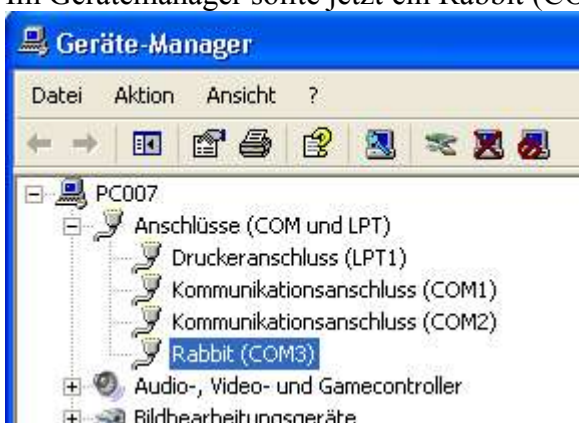 Im Gerätemanager sollte jetzt ein Rabbit (CO
Geräte-Manager
Datei Aktion Ansicht ?
PC007
Anschlüsse (COM und LPT)
Druckeranschluss (LPT1)
Kommunikationsanschluss (COM1)
Kommunikationsanschluss (COM2)
Rabbit (COM3)
Audio-, Video- und Gamecontroller
Bildbearbeitungsgeräte